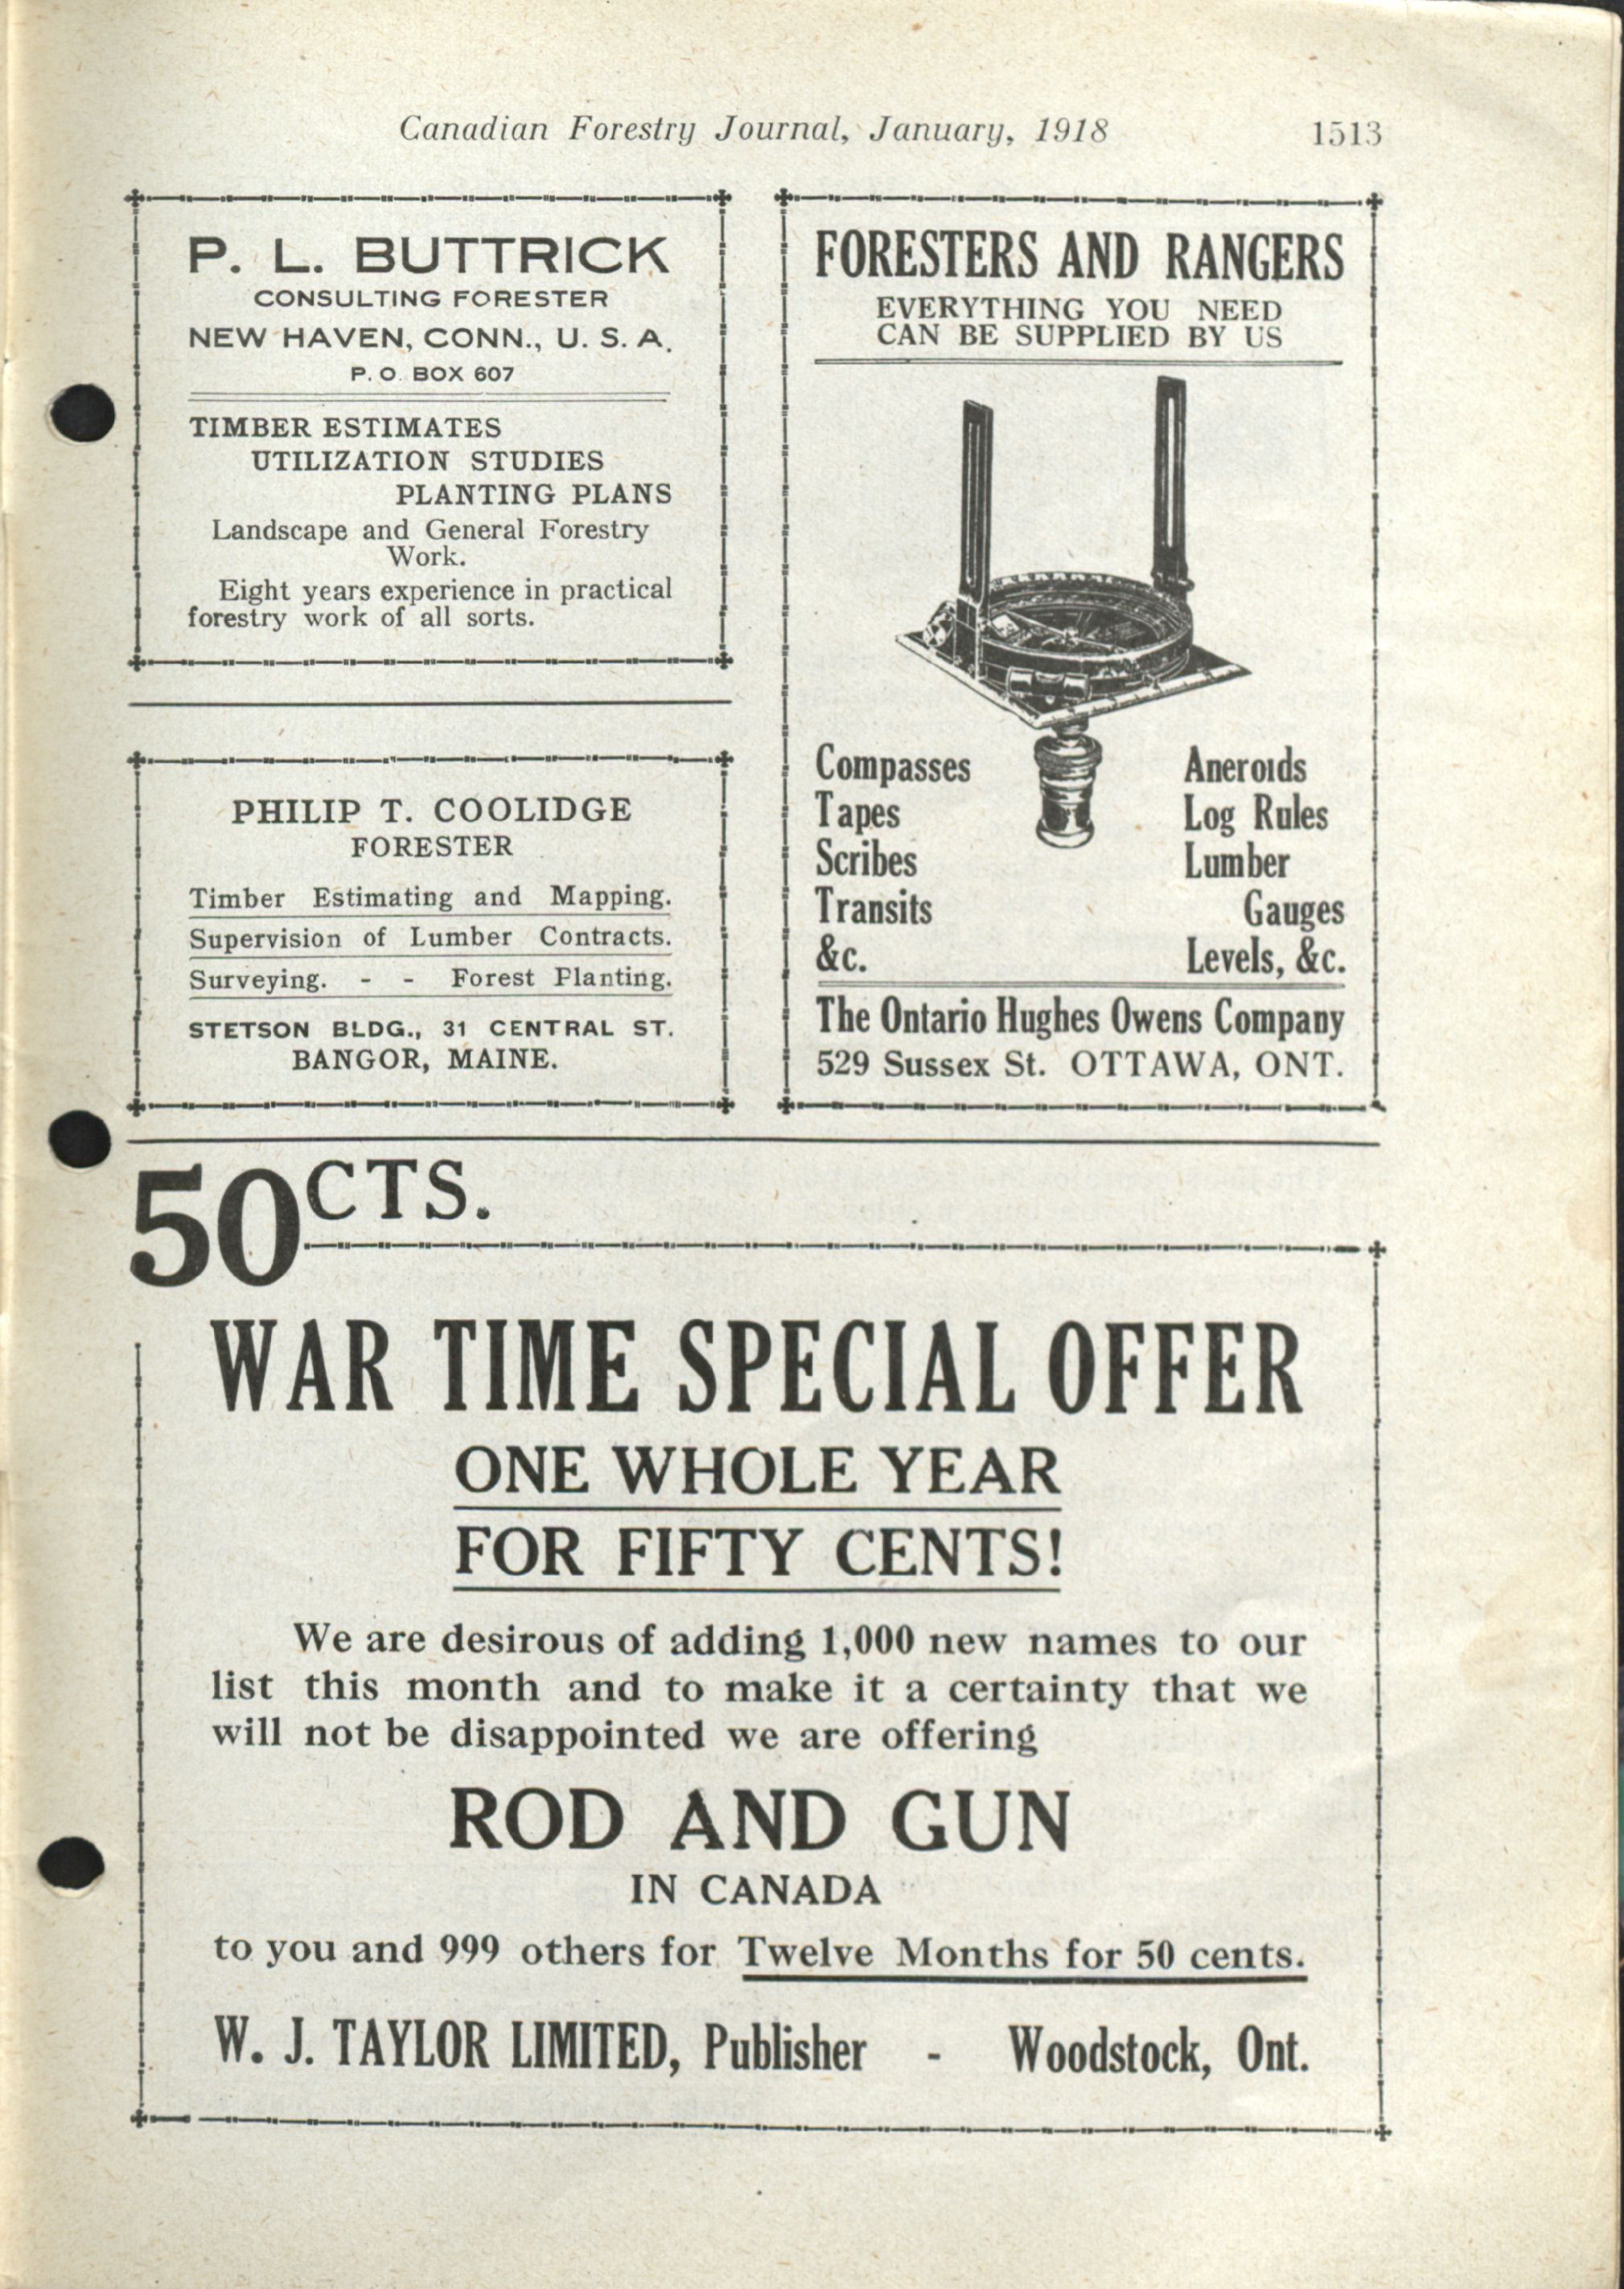 Canadian Forestry Journal, January, 1918 1513
P. L. BUTTRICK
CONSULTING FORESTER
NEW HAVEN, CONN., U. S. A.
P. O. BOX 607
TIMBER ESTIMATES
UTILIZATION STUDIES
PLANTING PLANS
Landscape and General Forestry
Work.
Eight years experience in practical
forestry work of all sorts.
PHILIP T. COOLIDGE
FORESTER
Timber Estimating and Mapping.
Supervision of Lumber Contracts.
Surveying. - - Forest Planting.
STETSON BLDG., 31 CENTRAL ST.
BANGOR, MAINE.
FORESTERS AND RANGERS
EVERYTHING YOU NEED
CAN BE SUPPLIED BY US
Compasses
Tapes
Scribes
Transits
&c.
Aneroids
Log Rules
Lumber
Gauges
Levels, &c.
The Ontario Hughes Owens Company
529 Sussex St. OTTAWA, ONT.
50 CTS.
WAR TIME SPECIAL OFFER
ONE WHOLE YEAR
FOR FIFTY CENTS!
We are desirous of adding 1,000 new names to our
list this month and to make it a certainty that we
will not be disappointed we are offering
ROD AND GUN
IN CANADA
to you and 999 others for Twelve Months for 50 cents.
W. J. TAYLOR LIMITED, Publisher - Woodstock, Ont.